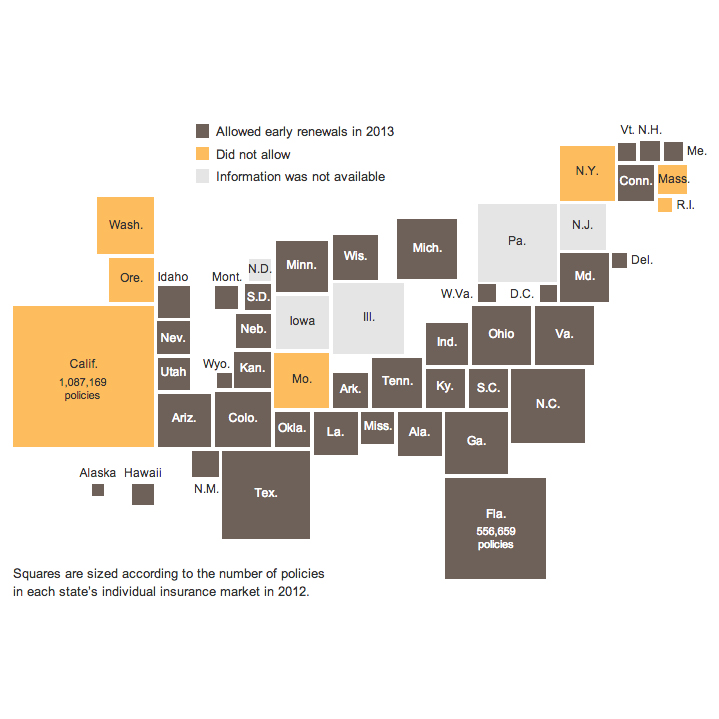 Allowed early renewals in 2013
Did not allow
Information was not available
Vt. N.H.
Me.
N.Y.
Conn.
Mass.
R.I.
Wash.
N.J.
Pa.
Mich.
Wis.
Minn.
Del.
N.D.
Ore.
Idaho
Mont.
Md.
S.D.
W.Va.
D.C.
Iowa
Ill.
Neb.
Nev.
Ind.
Ohio
Va.
Calif.
1,087,169
policies
Utah
Wyo.
Kan.
Mo.
Ark.
Tenn.
Ky.
S.C.
N.C.
Ariz.
Colo.
Okla.
La.
Miss.
Ala.
Ga.
Alaska
Hawaii
N.M.
Tex.
Fla.
556,659
policies
Squares are sized according to the number of policies
in each state's individual insurance market in 2012.